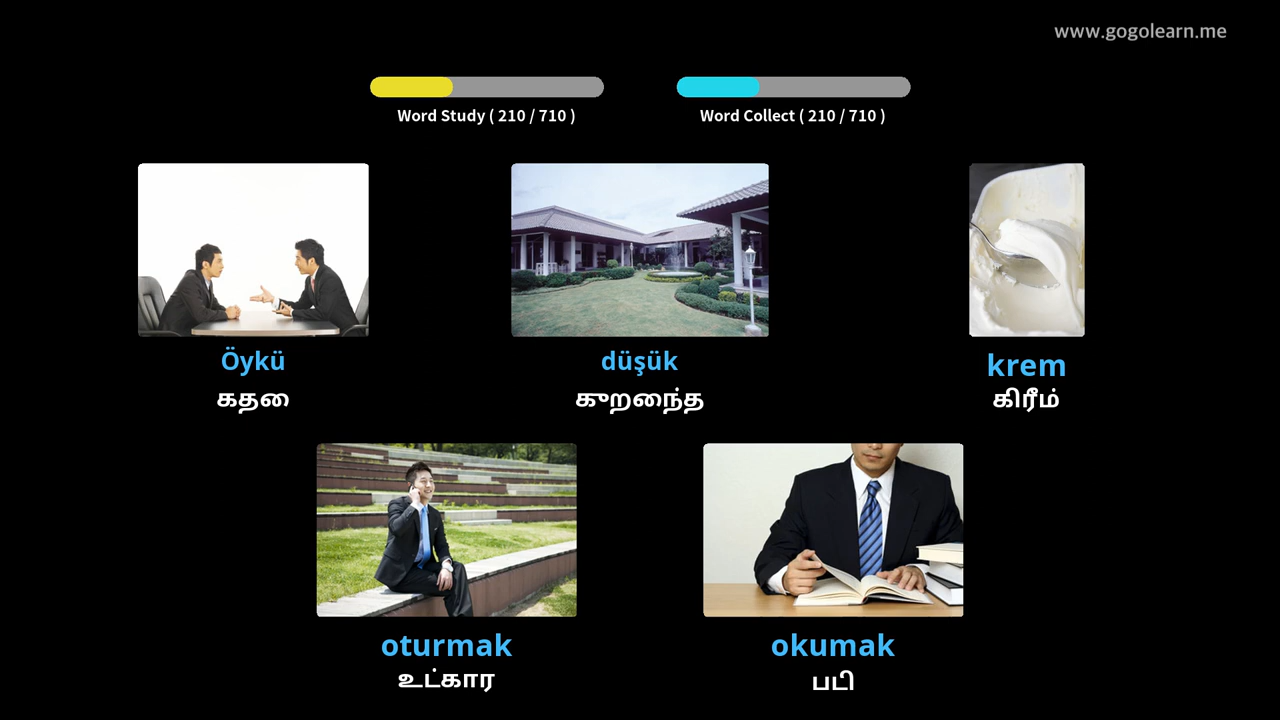 www.gogolearn.me
Word Study ( 210 / 710 )
Word Collect ( 210 / 710 )
Öykü
கதை
düşük
குறைந்த
krem
கிரீம்
oturmak
உட்கார
okumak
படி